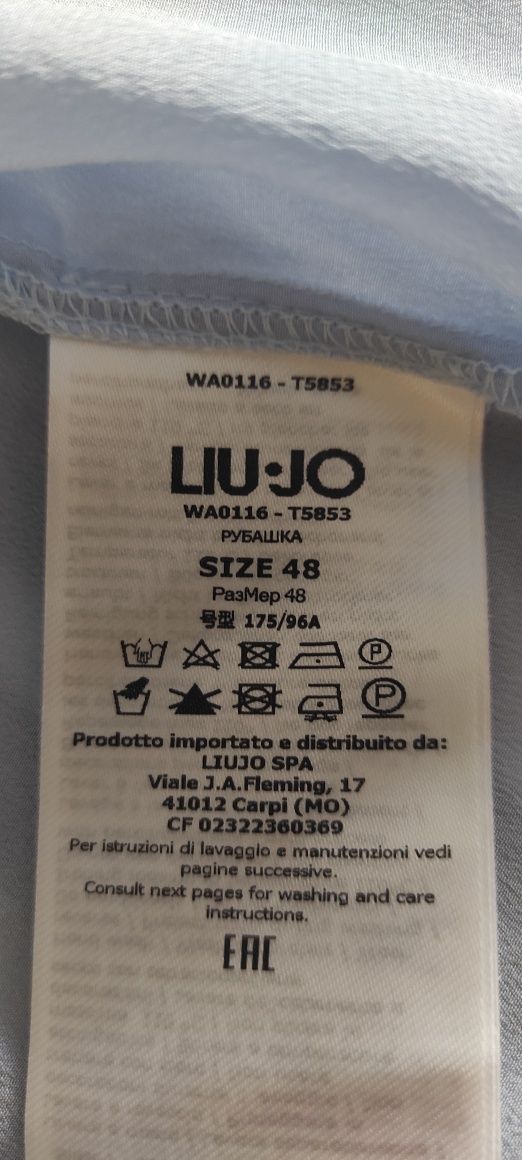 WA0116 - T5853
LIU·JO
WA0116 - T5853
РУБАШКА
SIZE 48
РазМер 48
号型 175/96A
P
P
Prodotto importato e distribuito da:
LIUJO SPA
Viale J.A.Fleming, 17
41012 Carpi (MO)
CF 02322360369
Per istruzioni di lavaggio e manutenzioni vedi
pagine successive.
Consult next pages for washing and care
instructions.
EAC